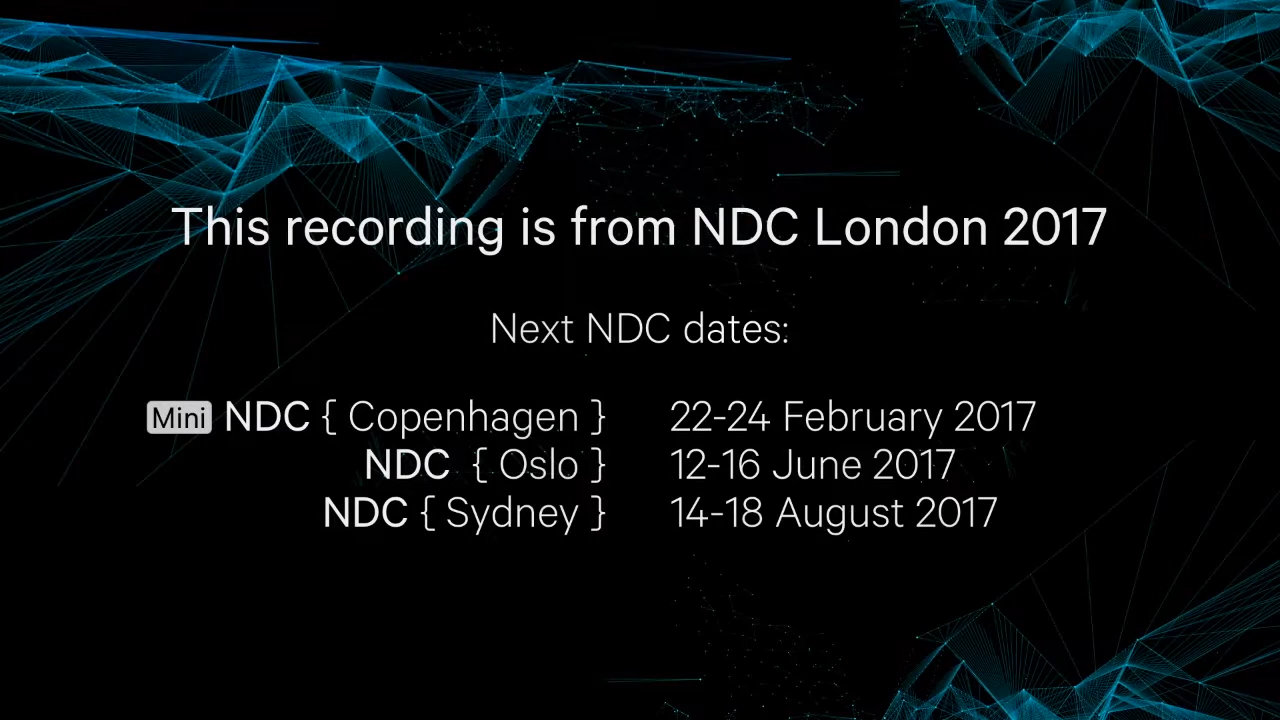 This recording is from NDC London 2017
Next NDC dates:
Mini NDC { Copenhagen } 22-24 February 2017
NDC { Oslo } 12-16 June 2017
NDC { Sydney } 14-18 August 2017